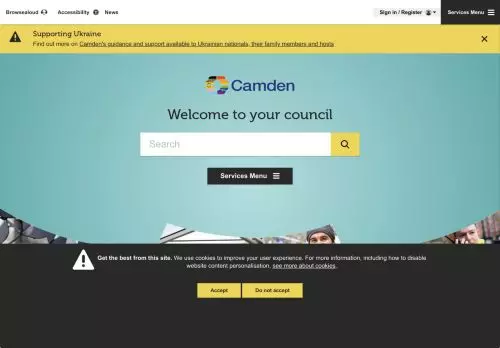 Browsealoud
Accessibility
News
Sign in / Register
Services Menu
Supporting Ukraine
Find out more on Camden's guidance and support available to Ukrainian nationals, their family members and hosts
Camden
Welcome to your council
Search
Services Menu
Get the best from this site. We use cookies to improve your user experience. For more information, including how to disable
website content personalisation, see more about cookies.
Accept
Do not accept